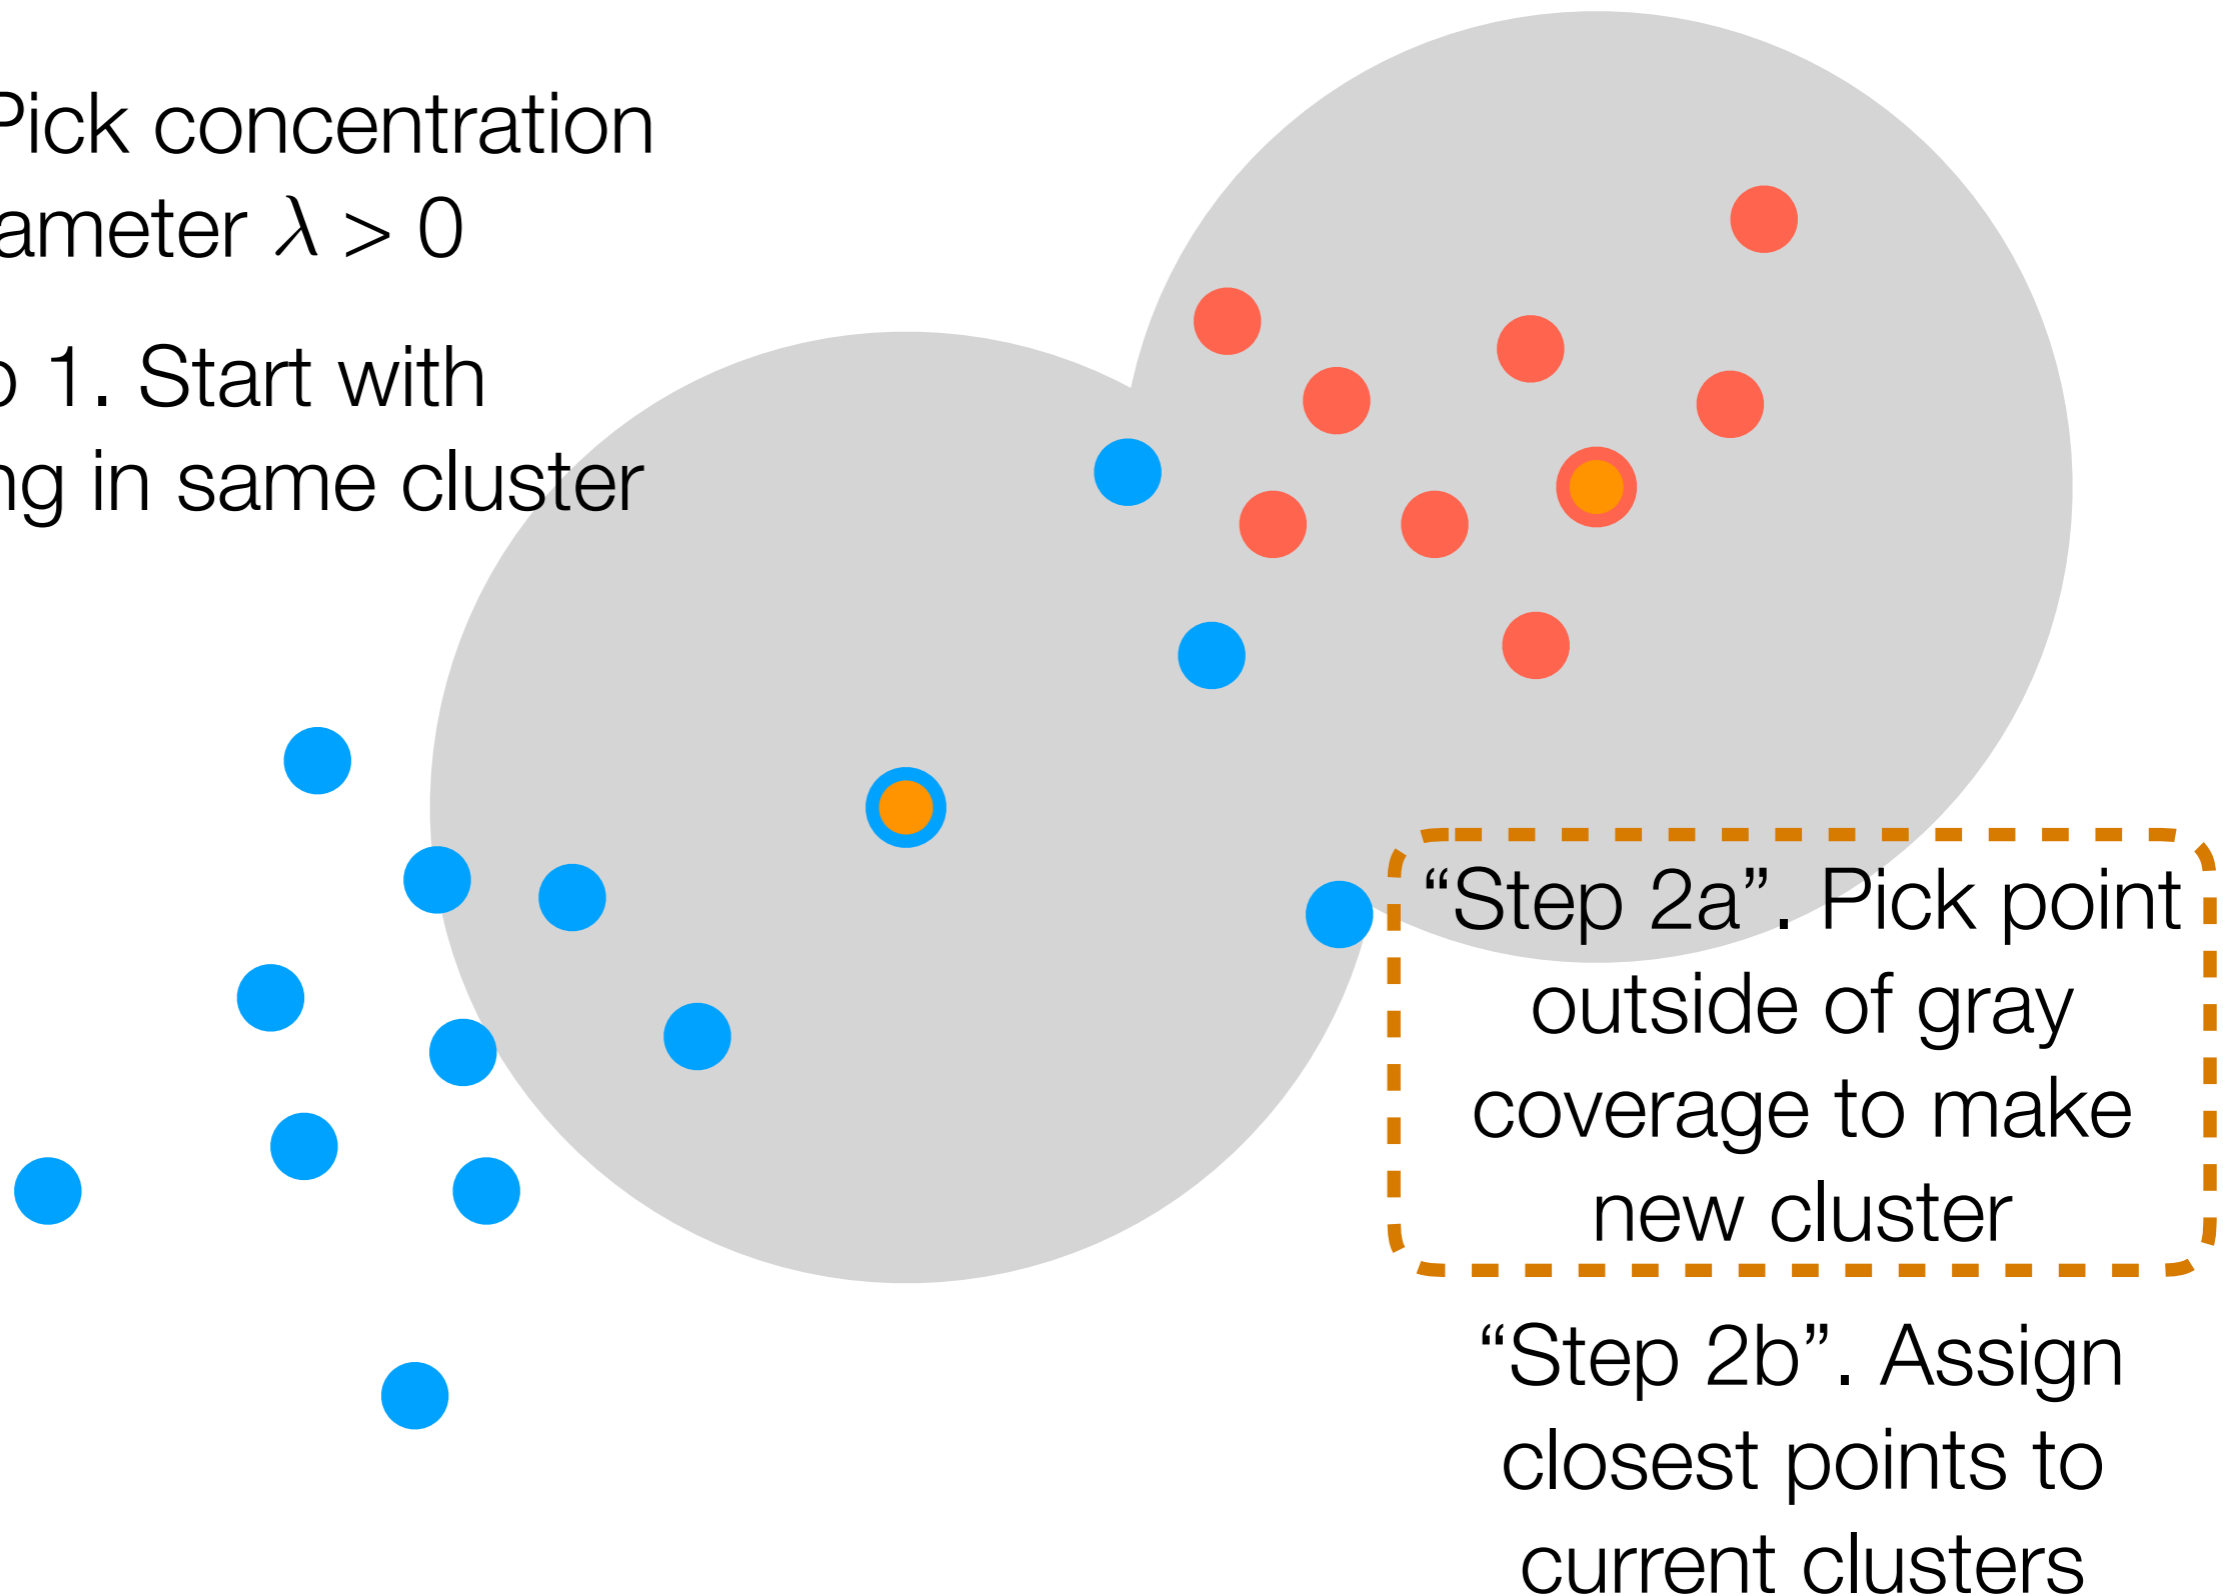 Pick concentration
ameter λ > 0
o 1. Start with
ng in same cluster
“Step 2a”. Pick point
outside of gray
coverage to make
new cluster
“Step 2b”. Assign
closest points to
current clusters